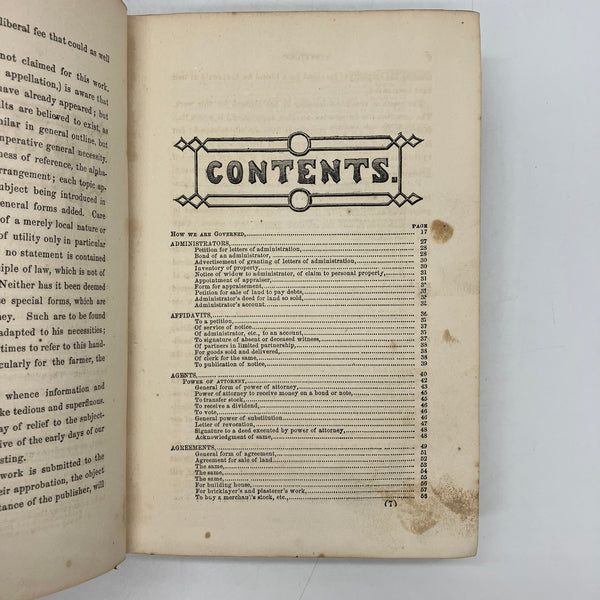 liberal fee that could as well
not claimed for this work,
appellation,) is aware that
have already appeared; but
ults are believed to exist, as
milar in general outline, but
mperative general necessity.
ness of reference, the alpha-
rrangement; each topic ap-
ubject being introduced in
general forms added. Care
of a merely local nature or
of utility only in particular
no statement is contained
ciple of law, which is not of
Neither has it been deemed
se special forms, which are
ney. Such are to be found
adapted to his necessities;
times to refer to this hand-
cularly for the farmer, the
whence information and
ke tedious and superfluous.
ay of relief to the subject-
ive of the early days of our
sting.
work is submitted to the
eir approbation, the object
tance of the publisher, will
CONTENTS.
PAGE
How we are Governed, 17
ADMINISTRATORS, 27
Petition for letters of administration, 28
Bond of an administrator, 28
Advertisement of granting of letters of administration, 30
Inventory of property, 30
Notice of widow to administrator, of claim to personal property, 31
Appointment of appraiser, 31
Form for appraisement,
Petition for sale of land to pay debts,
Administrator's deed for land so sold,
Administrator's account.
AFFIDAVITS, 36
To a petition,
Of service of notice,
Of administrator, etc., to an account,
To signature of absent or deceased witness, 37
Of partners in limited partnership, 38
For goods sold and delivered, 38
Of clerk for the same, 38
To publication of notice, 39
AGENTS, 40
Power of Attorney 42
General form of power of attorney, 43
Power of attorney to receive money on a bond or note, 45
To transfer stock, 45
To receive a dividend, 46
To vote, 46
General power of substitution 46
Letter of revocation, 47
Signature to a deed executed by power of attorney, 48
Acknowledgment of same, 48
AGREEMENTS, 49
General form of agreement, 51
Agreement for sale of land, 52
The same, 53
The same, 54
The same, 55
For building house, 56
For bricklayer's and plasterer's work, 57
To buy a merchant's stock, etc., 58
(7)